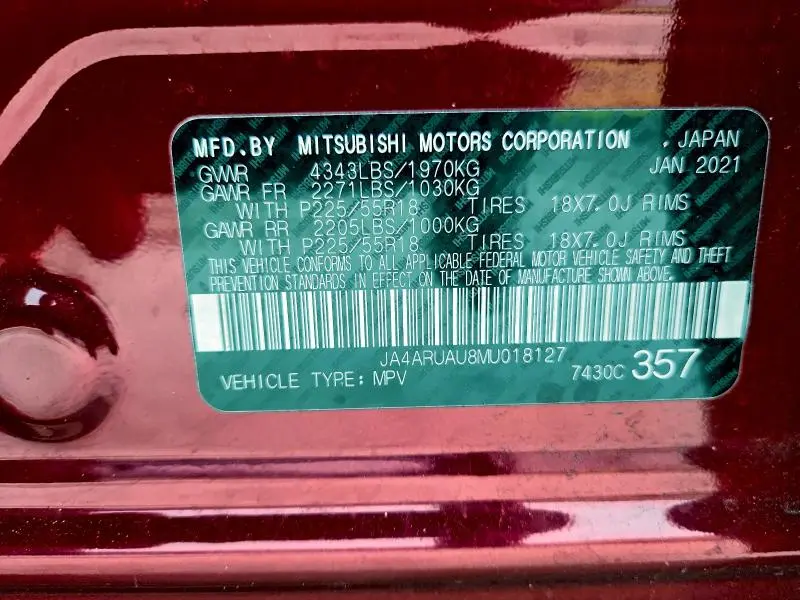 MFD.BY MITSUBISHI MOTORS CORPORATION , JAPAN
GVWR 4343LBS/1970KG JAN 2021
GAWR FR 2271LBS/1030KG
WITH P225/55R18 TIRES 18X7.0J RIMS
GAWR RR 2205LBS/1000KG
WITH P225/55R18 TIRES 18X7.0J RIMS
THIS VEHICLE CONFORMS TO ALL APPLICABLE FEDERAL MOTOR VEHICLE SAFETY AND THEFT
PREVENTION STANDARDS IN EFFECT ON THE DATE OF MANUFACTURE SHOWN ABOVE.
JA4ARUAU8MU018127
VEHICLE TYPE: MPV 7430C 357